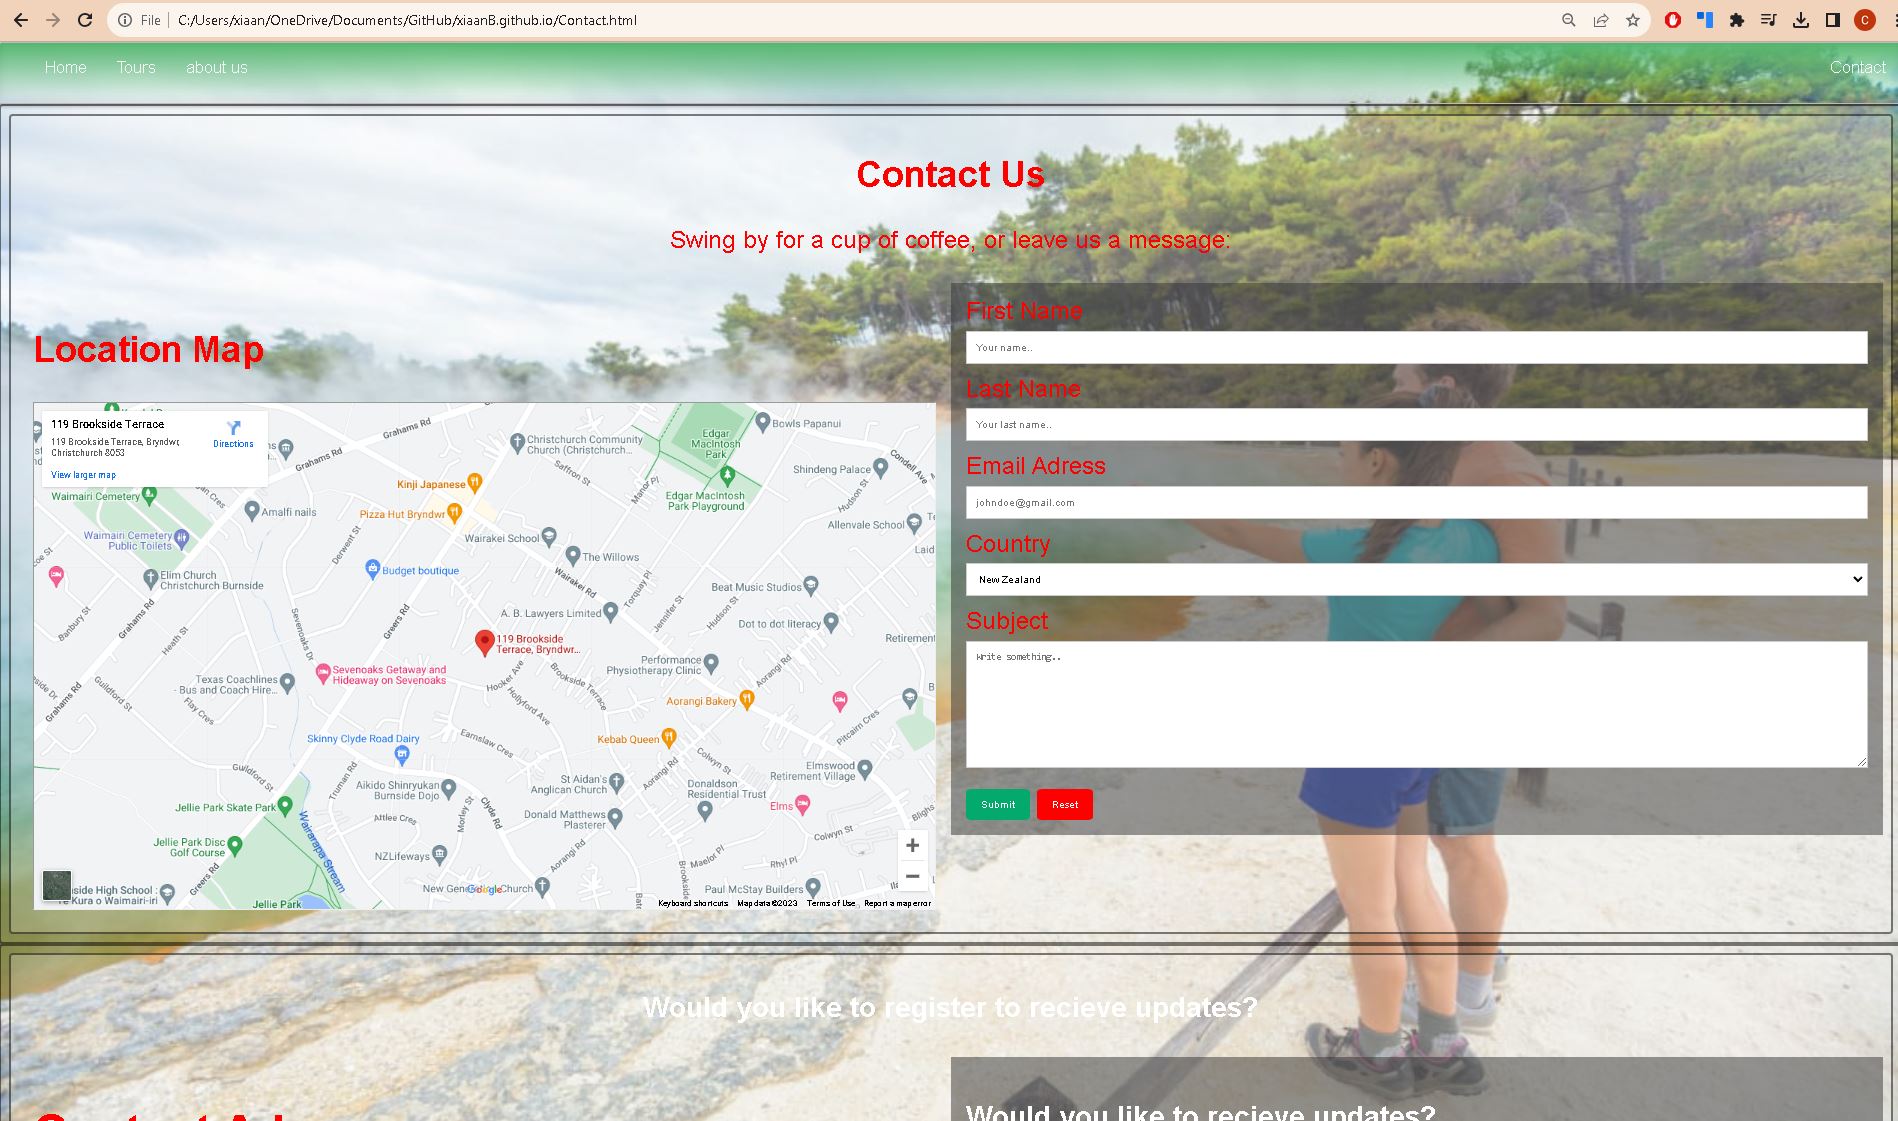 File | C:/Users/xiaan/OneDrive/Documents/GitHub/xiaanB.github.io/Contact.html
C
Home Tours about us Contact
Contact Us
Swing by for a cup of coffee, or leave us a message:
Location Map
119 Brookside Terrace
119 Brookside Terrace, Bryndwr,
Christchurch 8053
Directions
View larger map
Grahams Rd
Grahams Rd
Christchurch Community
Church (Christchurch...
Saffron St
Manor Pl
Edgar
MacIntosh
Park
Bowls Papanui
Condell Ave
Shindeng Palace
Hudson St
Waimairi Cemetery
Kinji Japanese
Edgar MacIntosh
Park Playground
Amalfi nails
Pizza Hut Bryndwr
Allenvale School
Waimairi Cemetery
Public Toilets
Derwent St
Wairakei School
The Willows
Laid
Elim Church
Christchurch Burnside
Budget boutique
Wairakei Rd
Torquay Pl
Beat Music Studios
Banbury St
Grahams Rd
Heath St
Sevenoaks Dr
Greers Rd
A. B. Lawyers Limited
Jennifer St
Hudson St
Dot to dot literacy
Retirement
119 Brookside
Terrace, Bryndwr...
Performance
Physiotherapy Clinic
Aorangi Rd
Sevenoaks Getaway and
Hideaway on Sevenoaks
Texas Coachlines
- Bus and Coach Hire...
Hooker Ave
Brookside Terrace
Guildford St
Flay Cres
Grahams Rd
Hollyford Ave
Aorangi Bakery
Pitcairn Cres
Skinny Clyde Road Dairy
Earnslaw Cres
Kebab Queen
Colwyn St
Guildford St
Truman Rd
Aikido Shinryukan
Burnside Dojo
St Aidan's
Anglican Church
Aorangi Rd
Donaldson
Residential Trust
Elmswood
Retirement Village
Jellie Park Skate Park
Morley St
Clyde Rd
Elms
Attlee Cres
Donald Matthews
Plasterer
Colwyn St
Wairarapa Stream
Jellie Park Disc
Golf Course
NZLifeways
Aorangi Rd
Maelor Pl
Rhyl Pl
Greers Rd
Brookside
side High School :
Te Kura o Waimairi-iri
Google
Church
Paul McStay Builders
Jellie Park
Keyboard shortcuts Map data ©2023 Terms of Use Report a map error
First Name
Your name..
Last Name
Your last name..
Email Adress
johndoe@gmail.com
Country
New Zealand
Subject
Write something..
Submit Reset
Would you like to register to recieve updates?
Would you like to recieve updates?